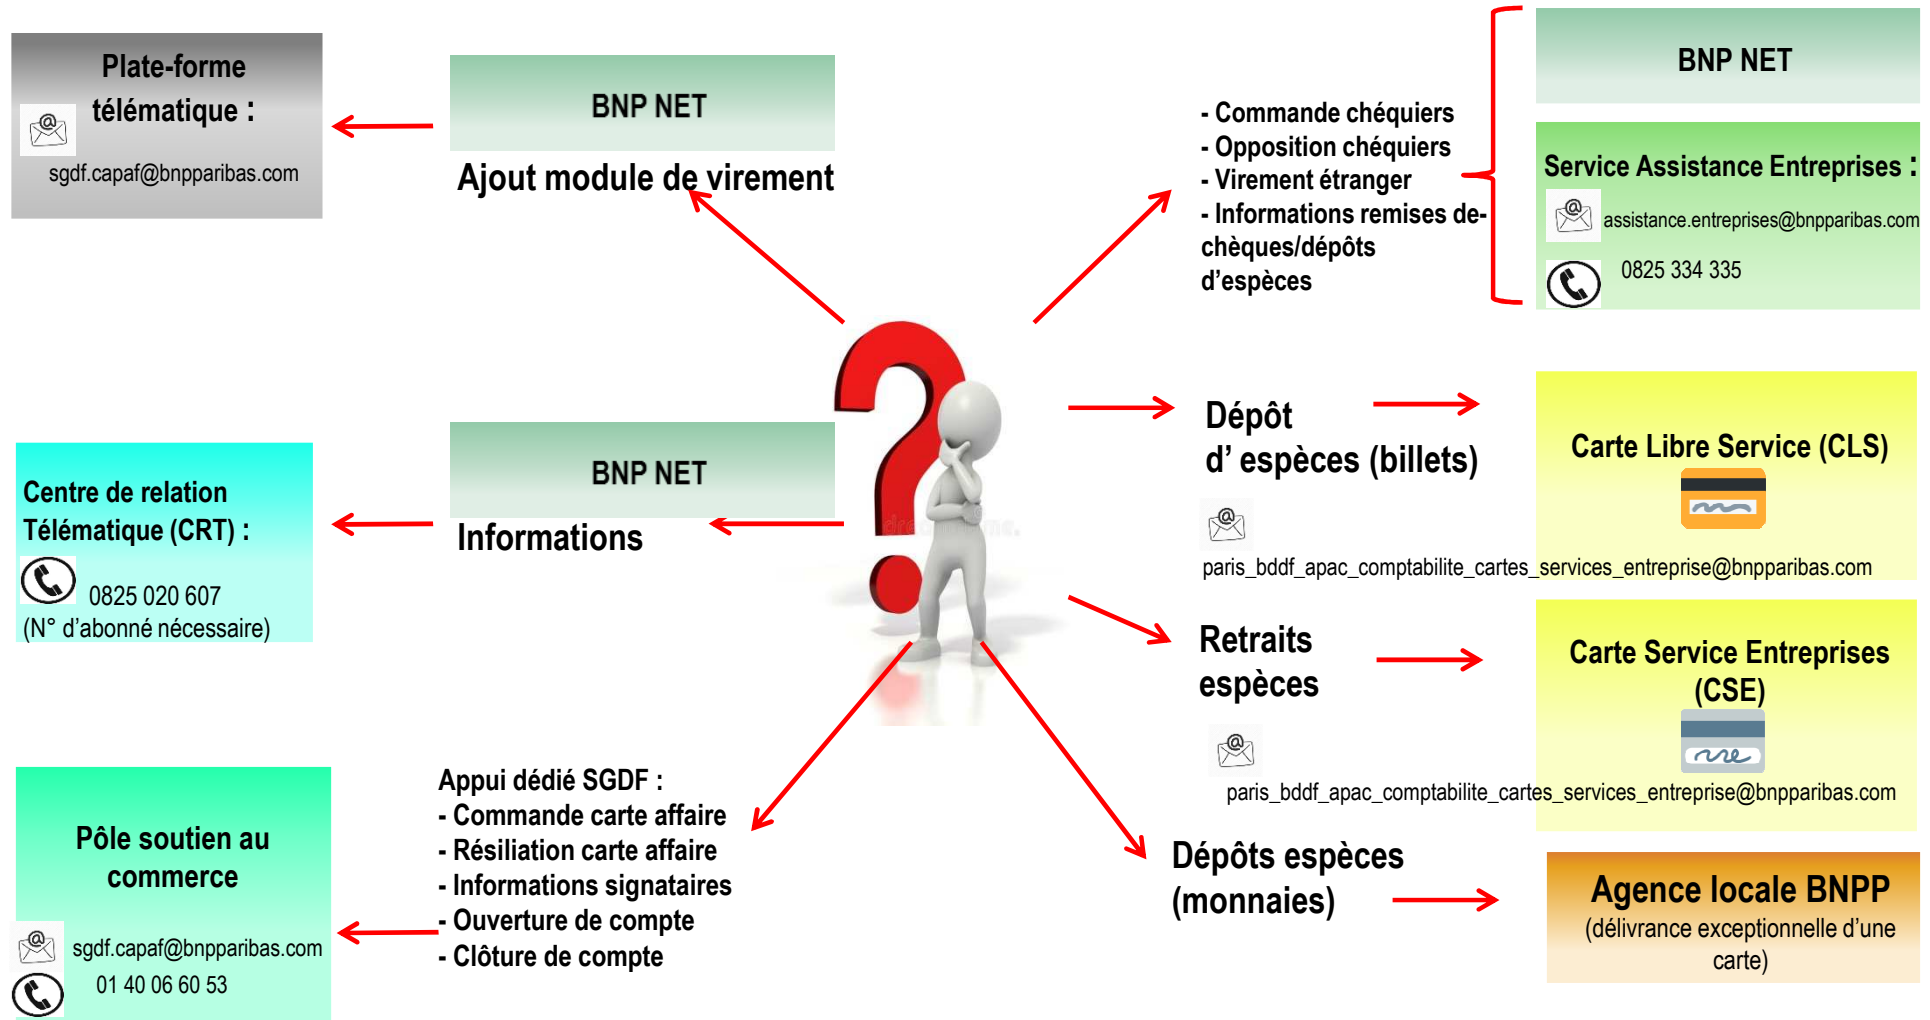 Plate-forme
télématique :
sgdf.capaf@bnpparibas.com
BNP NET
Ajout module de virement
- Commande chéquiers
- Opposition chéquiers
- Virement étranger
- Informations remises de-
chèques/dépôts
d’espèces
BNP NET
Service Assistance Entreprises :
assistance.entreprises@bnpparibas.com
0825 334 335
Centre de relation
Télématique (CRT) :
0825 020 607
(N° d’abonné nécessaire)
BNP NET
Informations
Dépôt
d’ espèces (billets)
paris_bddf_apac_comptabilite_cartes_services_entreprise@bnpparibas.com
Carte Libre Service (CLS)
Retraits
espèces
paris_bddf_apac_comptabilite_cartes_services_entreprise@bnpparibas.com
Carte Service Entreprises
(CSE)
Pôle soutien au
commerce
sgdf.capaf@bnpparibas.com
01 40 06 60 53
Appui dédié SGDF :
- Commande carte affaire
- Résiliation carte affaire
- Informations signataires
- Ouverture de compte
- Clôture de compte
Dépôts espèces
(monnaies)
Agence locale BNPP
(délivrance exceptionnelle d’une
carte)